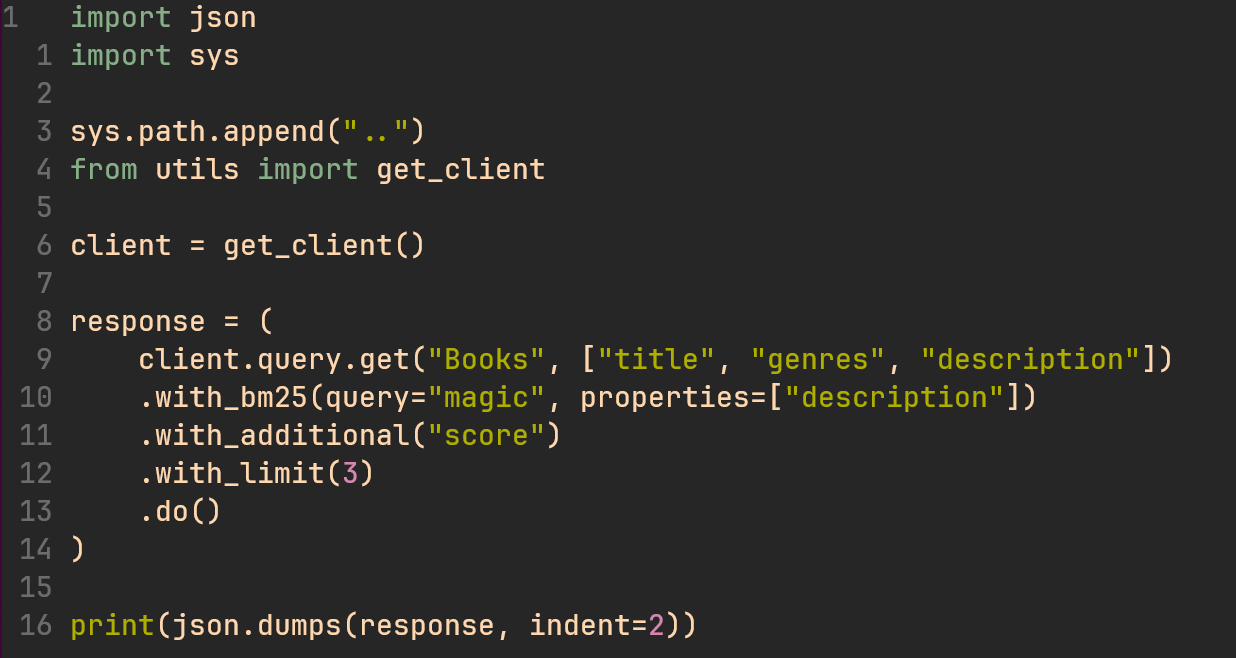 1 import json
1 import sys
2
3 sys.path.append("..")
4 from utils import get_client
5
6 client = get_client()
7
8 response = (
9     client.query.get("Books", ["title", "genres", "description"])
10     .with_bm25(query="magic", properties=["description"])
11     .with_additional("score")
12     .with_limit(3)
13     .do()
14 )
15
16 print(json.dumps(response, indent=2))